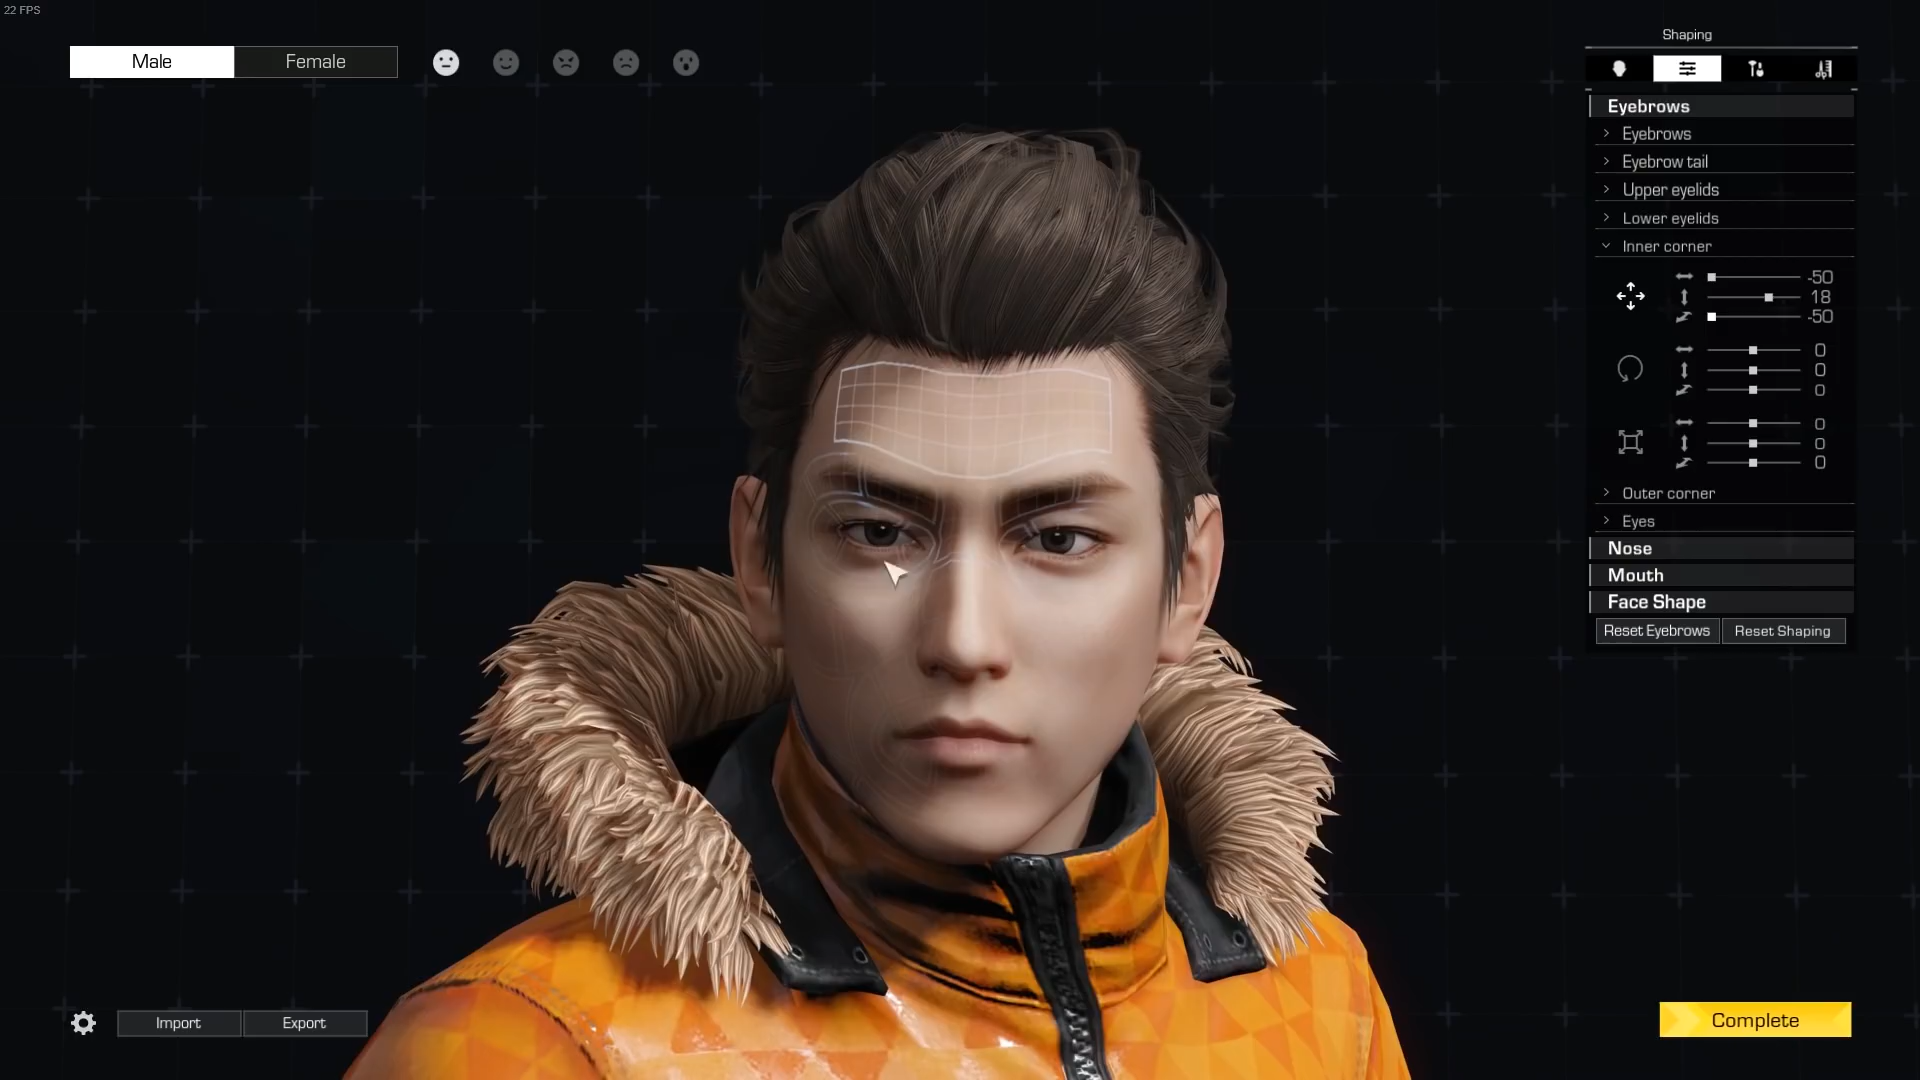 22 FPS
Male
Female
Shaping
Eyebrows
Eyebrows
Eyebrow tail
Upper eyelids
Lower eyelids
Inner corner
-50
18
-50
0
0
0
0
0
0
Outer corner
Eyes
Nose
Mouth
Face Shape
Reset Eyebrows Reset Shaping
Import
Export
Complete